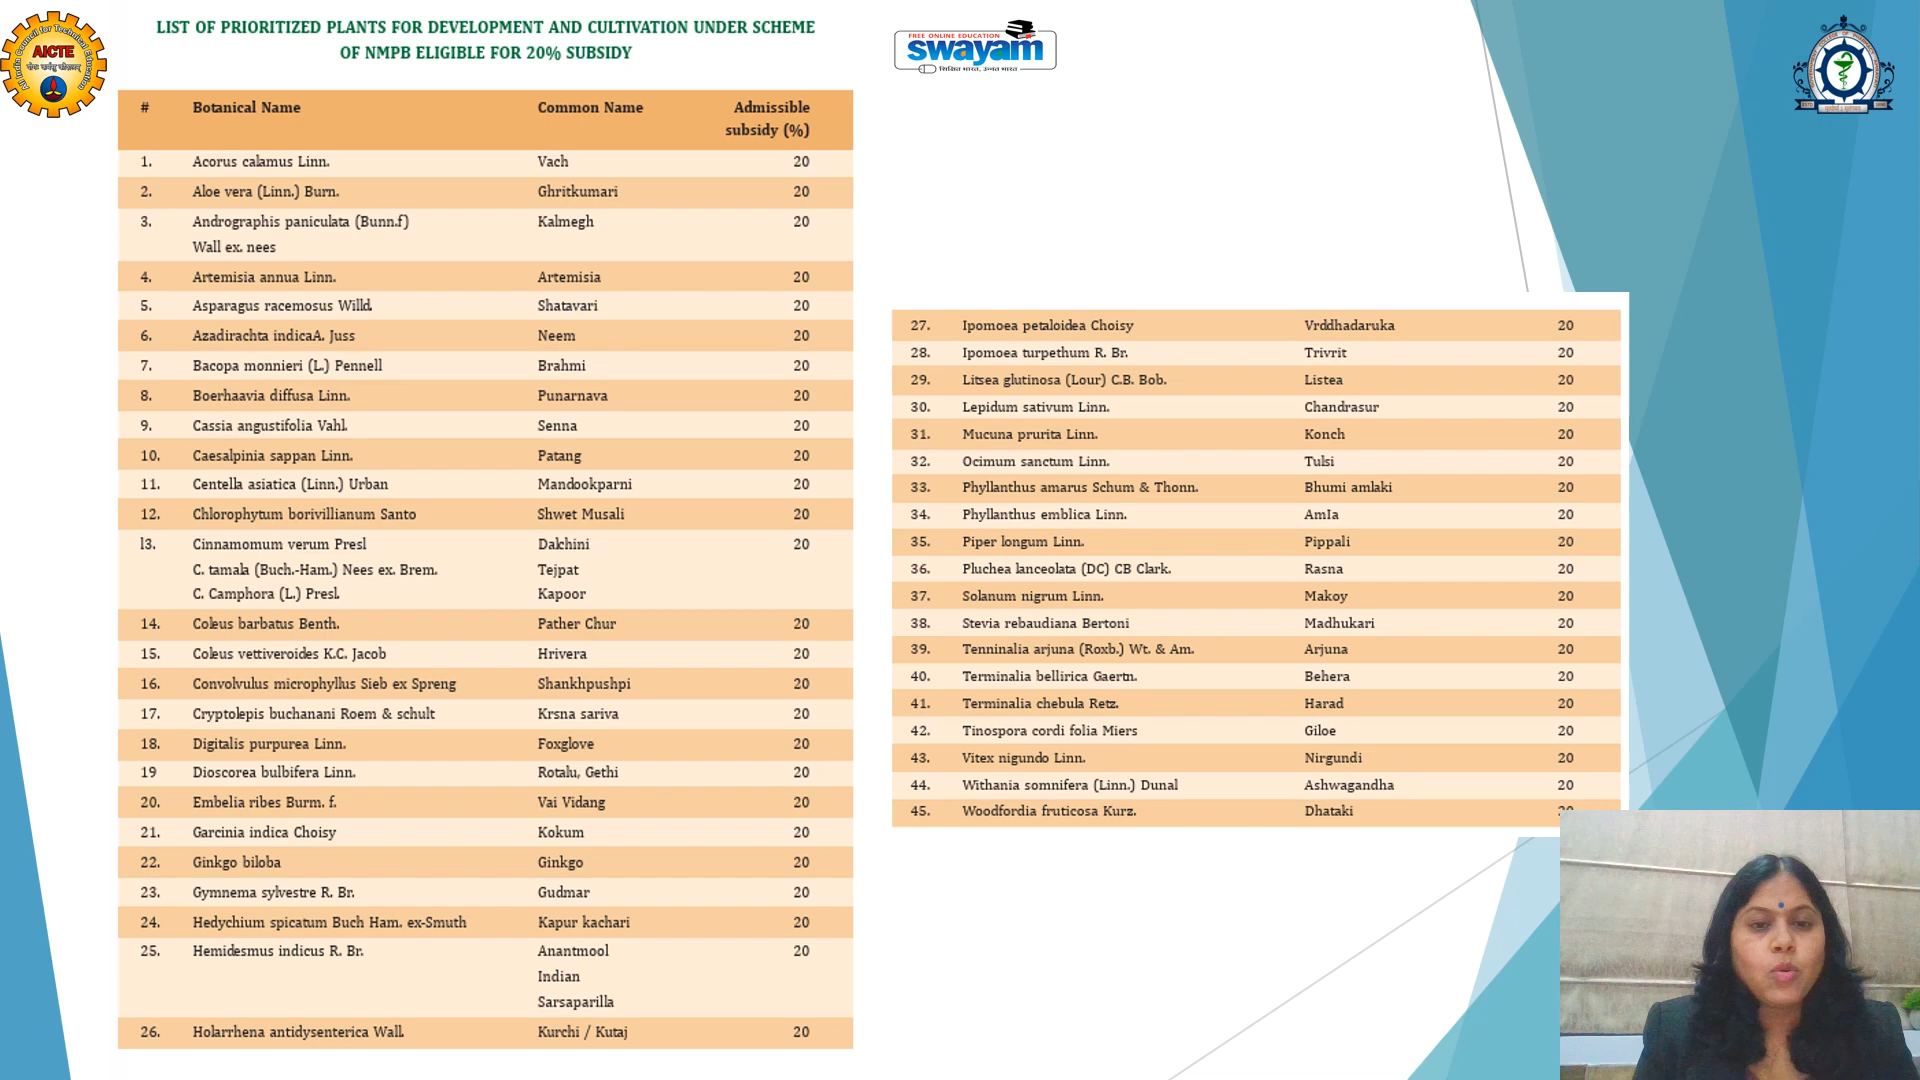 LIST OF PRIORITIZED PLANTS FOR DEVELOPMENT AND CULTIVATION UNDER SCHEME
OF NMPB ELIGIBLE FOR 20% SUBSIDY
All India Council for Technical Education
AICTE
FREE ONLINE EDUCATION
swayam
शिक्षित भारत, उन्नत भारत
# Botanical Name Common Name Admissible
subsidy (%)
1. Acorus calamus Linn. Vach 20
2. Aloe vera (Linn.) Burn. Ghritkumari 20
3. Andrographis paniculata (Bunn.f) Kalmegh 20
Wall ex. nees
4. Artemisia annua Linn. Artemisia 20
5. Asparagus racemosus Willd. Shatavari 20
6. Azadirachta indicaA. Juss Neem 20
7. Bacopa monnieri (L.) Pennell Brahmi 20
8. Boerhaavia diffusa Linn. Punarnava 20
9. Cassia angustifolia Vahl. Senna 20
10. Caesalpinia sappan Linn. Patang 20
11. Centella asiatica (Linn.) Urban Mandookparni 20
12. Chlorophytum borivillianum Santo Shwet Musali 20
l3. Cinnamomum verum Presl Dalchini 20
C. tamala (Buch.-Ham.) Nees ex. Brem. Tejpat
C. Camphora (L.) Presl. Kapoor
14. Coleus barbatus Benth. Pather Chur 20
15. Coleus vettiveroides K.C. Jacob Hrivera 20
16. Convolvulus microphyllus Sieb ex Spreng Shankhpushpi 20
17. Cryptolepis buchanani Roem & schult Krsna sariva 20
18. Digitalis purpurea Linn. Foxglove 20
19 Dioscorea bulbifera Linn. Rotalu, Gethi 20
20. Embelia ribes Burm. f. Vai Vidang 20
21. Garcinia indica Choisy Kokum 20
22. Ginkgo biloba Ginkgo 20
23. Gymnema sylvestre R. Br. Gudmar 20
24. Hedychium spicatum Buch Ham. ex-Smuth Kapur kachari 20
25. Hemidesmus indicus R. Br. Anantmool 20
Indian
Sarsaparilla
26. Holarrhena antidysenterica Wall. Kurchi / Kutaj 20
27. Ipomoea petaloidea Choisy Vrddhadaruka 20
28. Ipomoea turpethum R. Br. Trivrit 20
29. Litsea glutinosa (Lour) C.B. Bob. Listea 20
30. Lepidum sativum Linn. Chandrasur 20
31. Mucuna prurita Linn. Konch 20
32. Ocimum sanctum Linn. Tulsi 20
33. Phyllanthus amarus Schum & Thonn. Bhumi amlaki 20
34. Phyllanthus emblica Linn. AmIa 20
35. Piper longum Linn. Pippali 20
36. Pluchea lanceolata (DC) CB Clark. Rasna 20
37. Solanum nigrum Linn. Makoy 20
38. Stevia rebaudiana Bertoni Madhukari 20
39. Tenninalia arjuna (Roxb.) Wt. & Am. Arjuna 20
40. Terminalia bellirica Gaertn. Behera 20
41. Terminalia chebula Retz. Harad 20
42. Tinospora cordi folia Miers Giloe 20
43. Vitex nigundo Linn. Nirgundi 20
44. Withania somnifera (Linn.) Dunal Ashwagandha 20
45. Woodfordia fruticosa Kurz. Dhataki